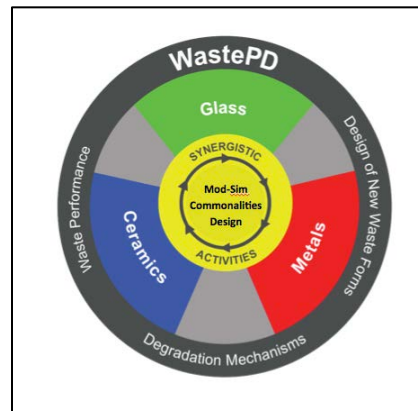 WastePD
Glass
SYNERGISTIC
Mod-Sim
Commonalities
Design
ACTIVITIES
Ceramics
Metals
Waste Performance
Design of New Waste Forms
Degradation Mechanisms